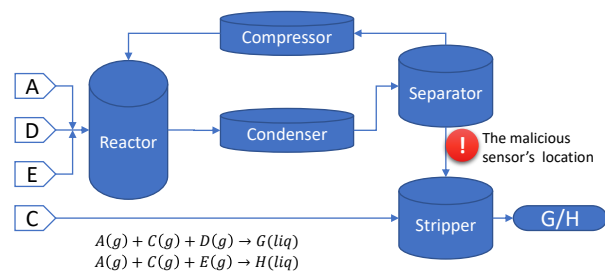 Compressor
A
D
E
Reactor
Condenser
Separator
!
The malicious
sensor's location
C
Stripper
G/H
A(g) + C(g) + D(g) → G(liq)
A(g) + C(g) + E(g) → H(liq)